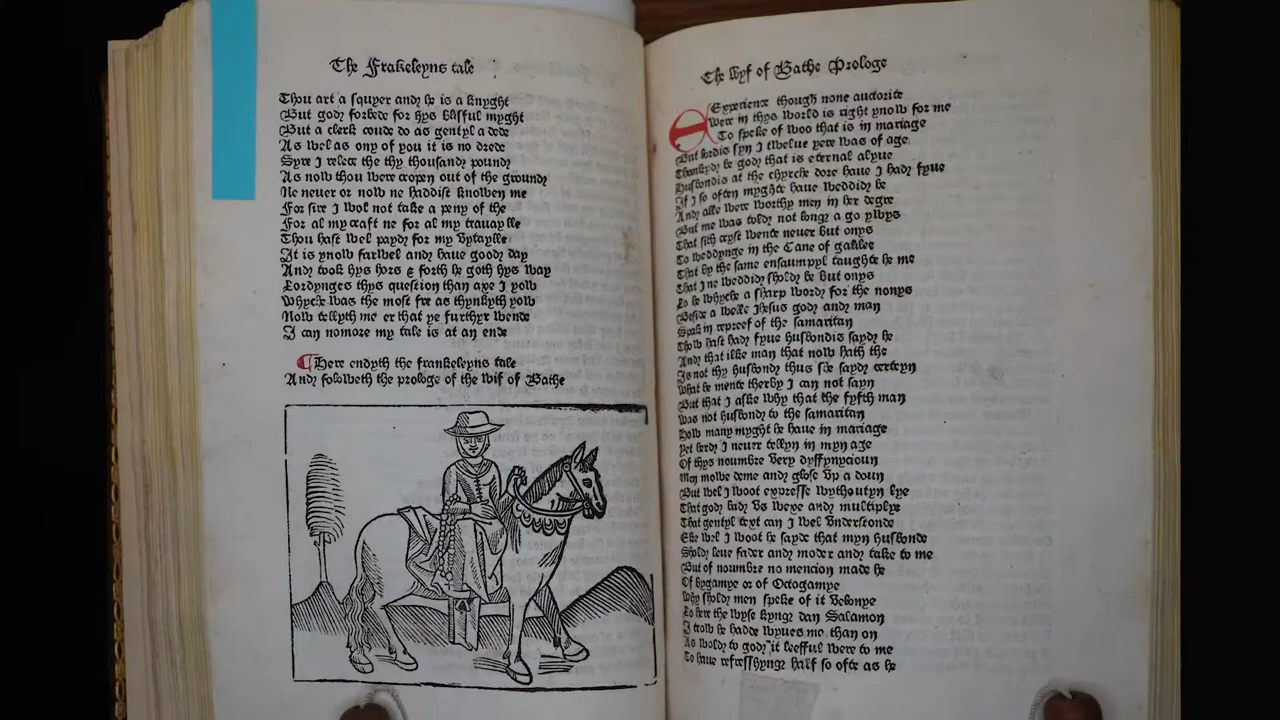 The Frankeleyns tale
Thou art a squyer and he is a knyght
But god forbede for hys blisful myght
But a clerk coude do as gentyl a dede
As wel as ony of you it is no drede
Syre I relece the thy thousand pound
As now thou were cropen out of the ground
Ne neuer or now ne haddist knowen me
For sire I wol not take a peny of the
For al my craft ne for al my trauaylle
Thou hast wel payd for my vytaylle
It is ynow farwel and haue good day
And took hys hors & forth he goth hys way
Lordynges thys question than axe I yow
Whyche was the most fre as thynkyth yow
Now tellyth me er that ye furthyr wende
I can nomore my tale is at an ende
Here endyth the frankeleyns tale
And foloweth the prologe of the wif of Bathe
The wyf of Bathe Prologe
Experience though none auctorite
Were in thys world is right ynow for me
To speke of woo that is in mariage
But lordis syn I twelue yere was of age
Thankyd be god that is eternal alyue
Husbondis at the chyrche dore haue I had fyue
If I so often myghte haue weddid be
And alle were worthy men in her degre
But me was told not longe a go ywys
That sith cryst wente neuer but onys
To weddynge in the Cane of galilee
That by the same ensaumpyl taughte he me
That I ne weddid shold be but onys
Lo he whyche a sharp word for the nonys
Beside a welle Jhesus god and man
Spak in repreef of the samaritan
Thow hast had fyue husbondis sayd he
And that ilke man that now hath the
Is not thy husbond thus he sayd certeyn
What he mente therby I can not sayn
But that I aske why that the fyfth man
Was not husbond to the samaritan
How many myght he haue in mariage
Yet herd I neuer tellyn in myn age
Of thys noumbre very dyffynycioun
Men mowe deme and glose vp a doun
But wel I woot expresse wythoutyn lye
That god bad vs wexe and multiplye
That gentyl text can I wel vnderstonde
Eke wel I woot he sayde that myn husbonde
Shold leue fader and moder and take to me
But of noumbre no mencion made he
Of bygamye or of Octogamye
Why shold men speke of it velonye
Lo here the wyse kyng dan Salamon
I trow he hadde wyues mo than on
As wold to god it leefful were to me
To haue refresshyng half so ofte as he